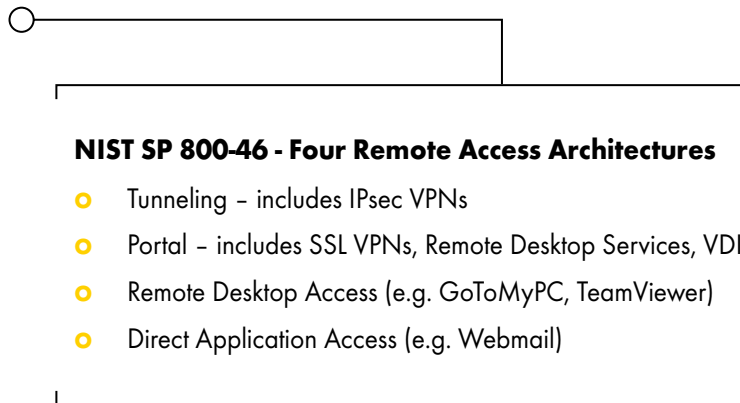 NIST SP 800-46 - Four Remote Access Architectures
Tunneling – includes IPsec VPNs
Portal – includes SSL VPNs, Remote Desktop Services, VDI
Remote Desktop Access (e.g. GoToMyPC, TeamViewer)
Direct Application Access (e.g. Webmail)